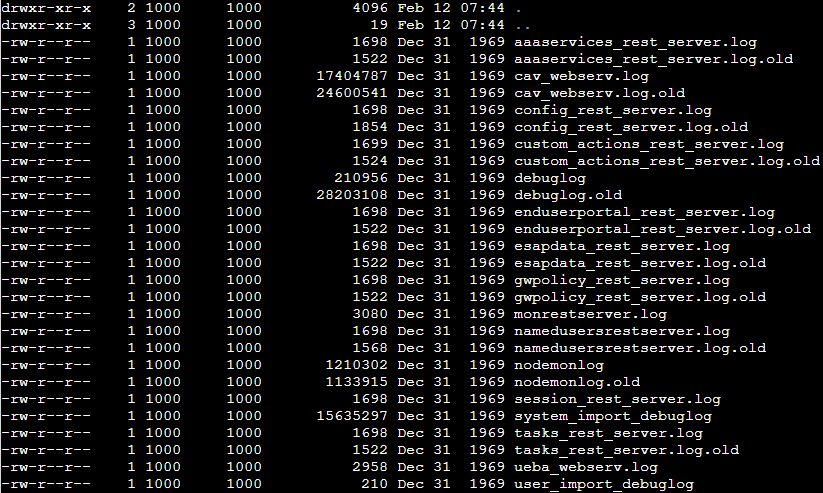 drwxr-xr-x 2 1000 1000 4096 Feb 12 07:44 .
drwxr-xr-x 3 1000 1000 19 Feb 12 07:44 ..
-rw-r--r-- 1 1000 1000 1698 Dec 31 1969 aaaservices_rest_server.log
-rw-r--r-- 1 1000 1000 1522 Dec 31 1969 aaaservices_rest_server.log.old
-rw-r--r-- 1 1000 1000 17404787 Dec 31 1969 cav_webserv.log
-rw-r--r-- 1 1000 1000 24600541 Dec 31 1969 cav_webserv.log.old
-rw-r--r-- 1 1000 1000 1698 Dec 31 1969 config_rest_server.log
-rw-r--r-- 1 1000 1000 1854 Dec 31 1969 config_rest_server.log.old
-rw-r--r-- 1 1000 1000 1699 Dec 31 1969 custom_actions_rest_server.log
-rw-r--r-- 1 1000 1000 1524 Dec 31 1969 custom_actions_rest_server.log.old
-rw-r--r-- 1 1000 1000 210956 Dec 31 1969 debuglog
-rw-r--r-- 1 1000 1000 28203108 Dec 31 1969 debuglog.old
-rw-r--r-- 1 1000 1000 1698 Dec 31 1969 enduserportal_rest_server.log
-rw-r--r-- 1 1000 1000 1522 Dec 31 1969 enduserportal_rest_server.log.old
-rw-r--r-- 1 1000 1000 1698 Dec 31 1969 esapdata_rest_server.log
-rw-r--r-- 1 1000 1000 1522 Dec 31 1969 esapdata_rest_server.log.old
-rw-r--r-- 1 1000 1000 1698 Dec 31 1969 gwpolicy_rest_server.log
-rw-r--r-- 1 1000 1000 1522 Dec 31 1969 gwpolicy_rest_server.log.old
-rw-r--r-- 1 1000 1000 3080 Dec 31 1969 monrestserver.log
-rw-r--r-- 1 1000 1000 1698 Dec 31 1969 namedusersrestserver.log
-rw-r--r-- 1 1000 1000 1568 Dec 31 1969 namedusersrestserver.log.old
-rw-r--r-- 1 1000 1000 1210302 Dec 31 1969 nodemonlog
-rw-r--r-- 1 1000 1000 1133915 Dec 31 1969 nodemonlog.old
-rw-r--r-- 1 1000 1000 1698 Dec 31 1969 session_rest_server.log
-rw-r--r-- 1 1000 1000 15635297 Dec 31 1969 system_import_debuglog
-rw-r--r-- 1 1000 1000 1698 Dec 31 1969 tasks_rest_server.log
-rw-r--r-- 1 1000 1000 1522 Dec 31 1969 tasks_rest_server.log.old
-rw-r--r-- 1 1000 1000 2958 Dec 31 1969 ueba_webserv.log
-rw-r--r-- 1 1000 1000 210 Dec 31 1969 user_import_debuglog